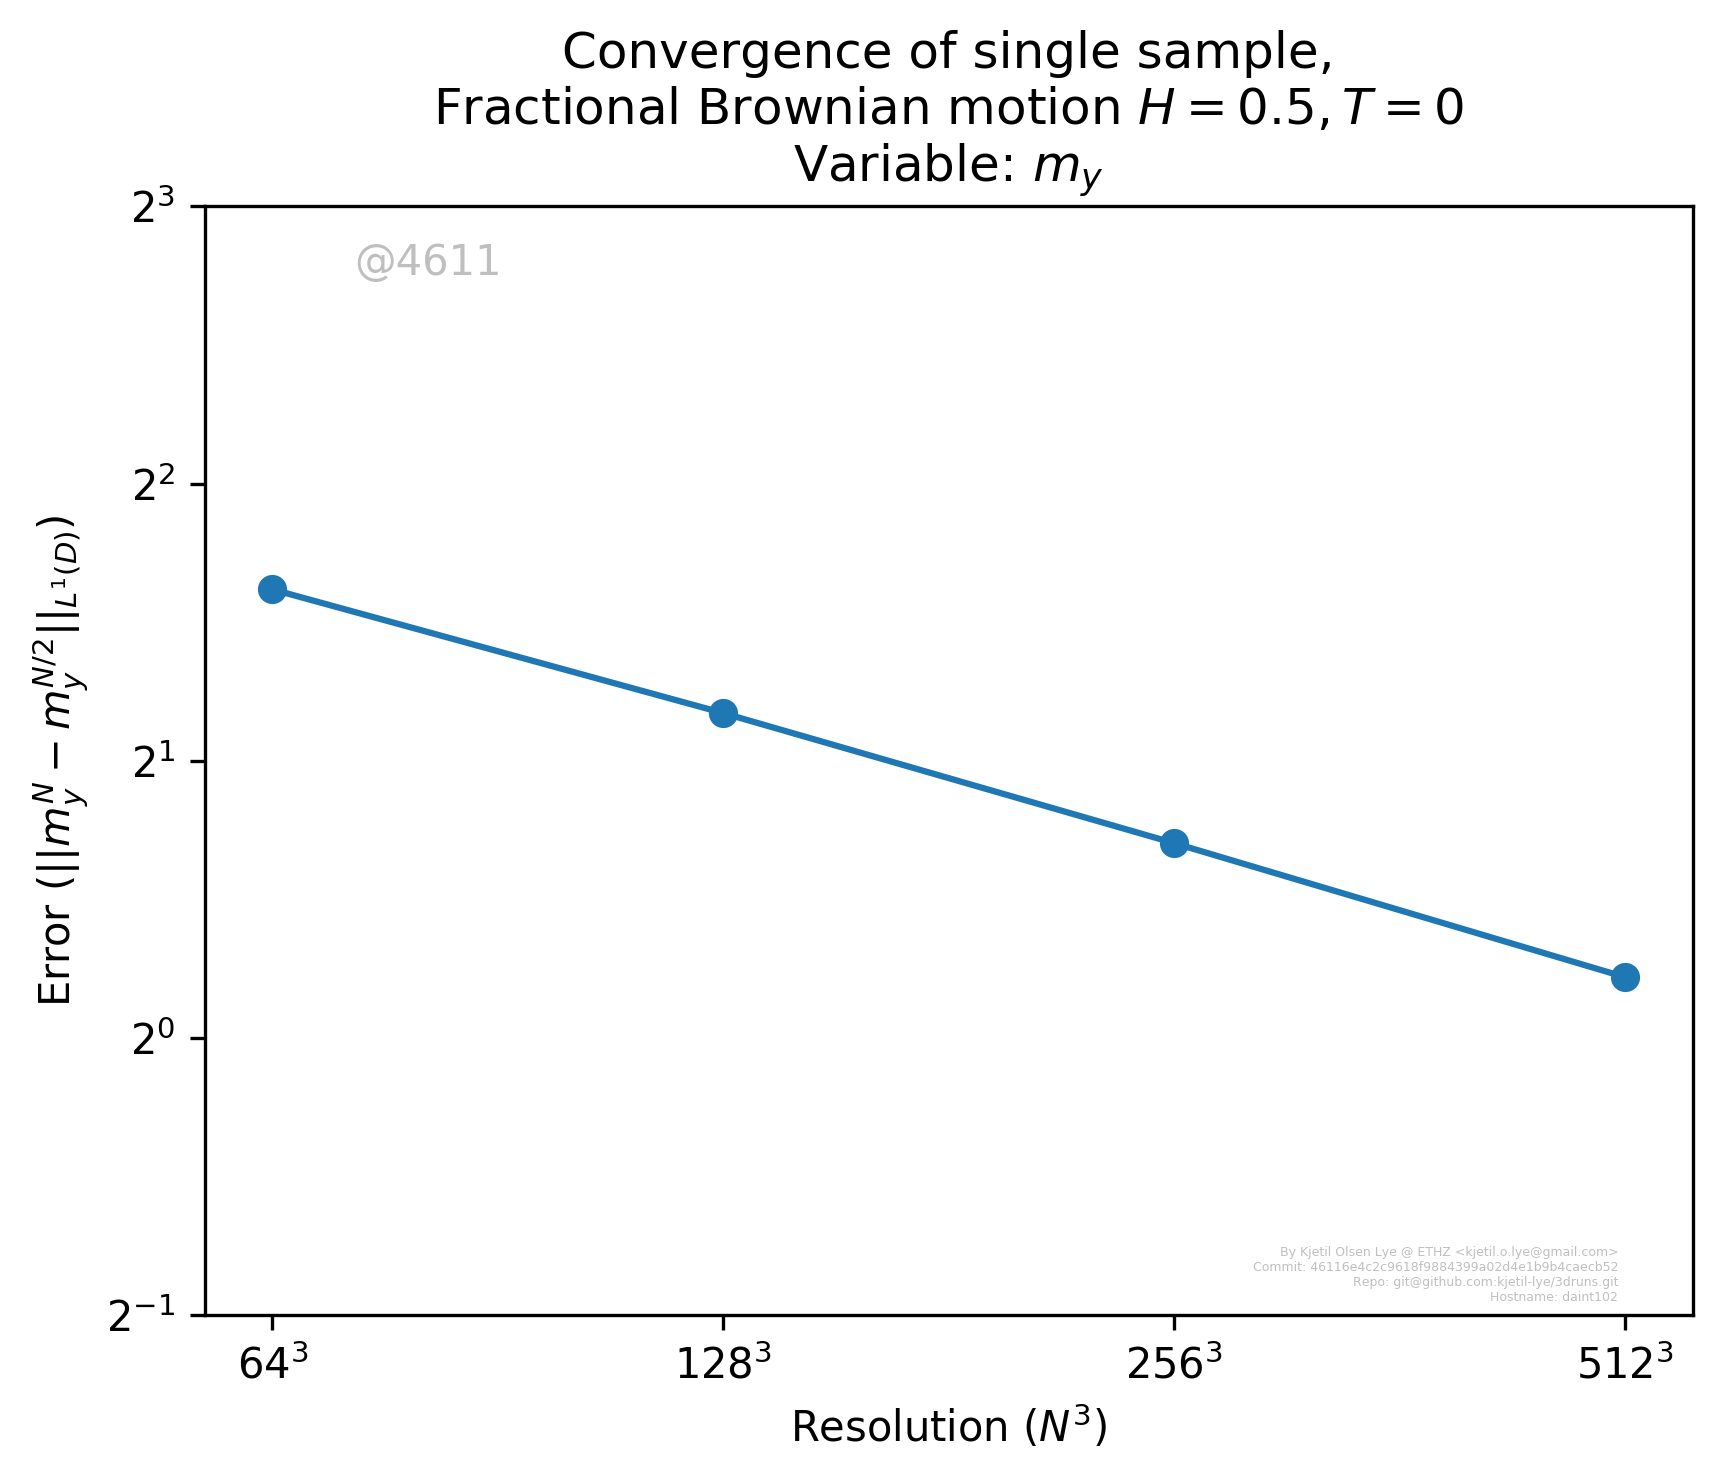 Convergence of single sample,
Fractional Brownian motion H = 0.5, T = 0
Variable: m_y
2^3
@4611
2^2
2^1
2^0
2^{-1}
Error (||m_y^N − m_y^{N/2}||_{L^1(D)})
By Kjetil Olsen Lye @ ETHZ <kjetil.o.lye@gmail.com>
Commit: 46116e4c2c9618f9884399a02d4e1b9b4caecb52
Repo: git@github.com:kjetil-lye/3druns.git
Hostname: daint102
64^3 128^3 256^3 512^3
Resolution (N^3)